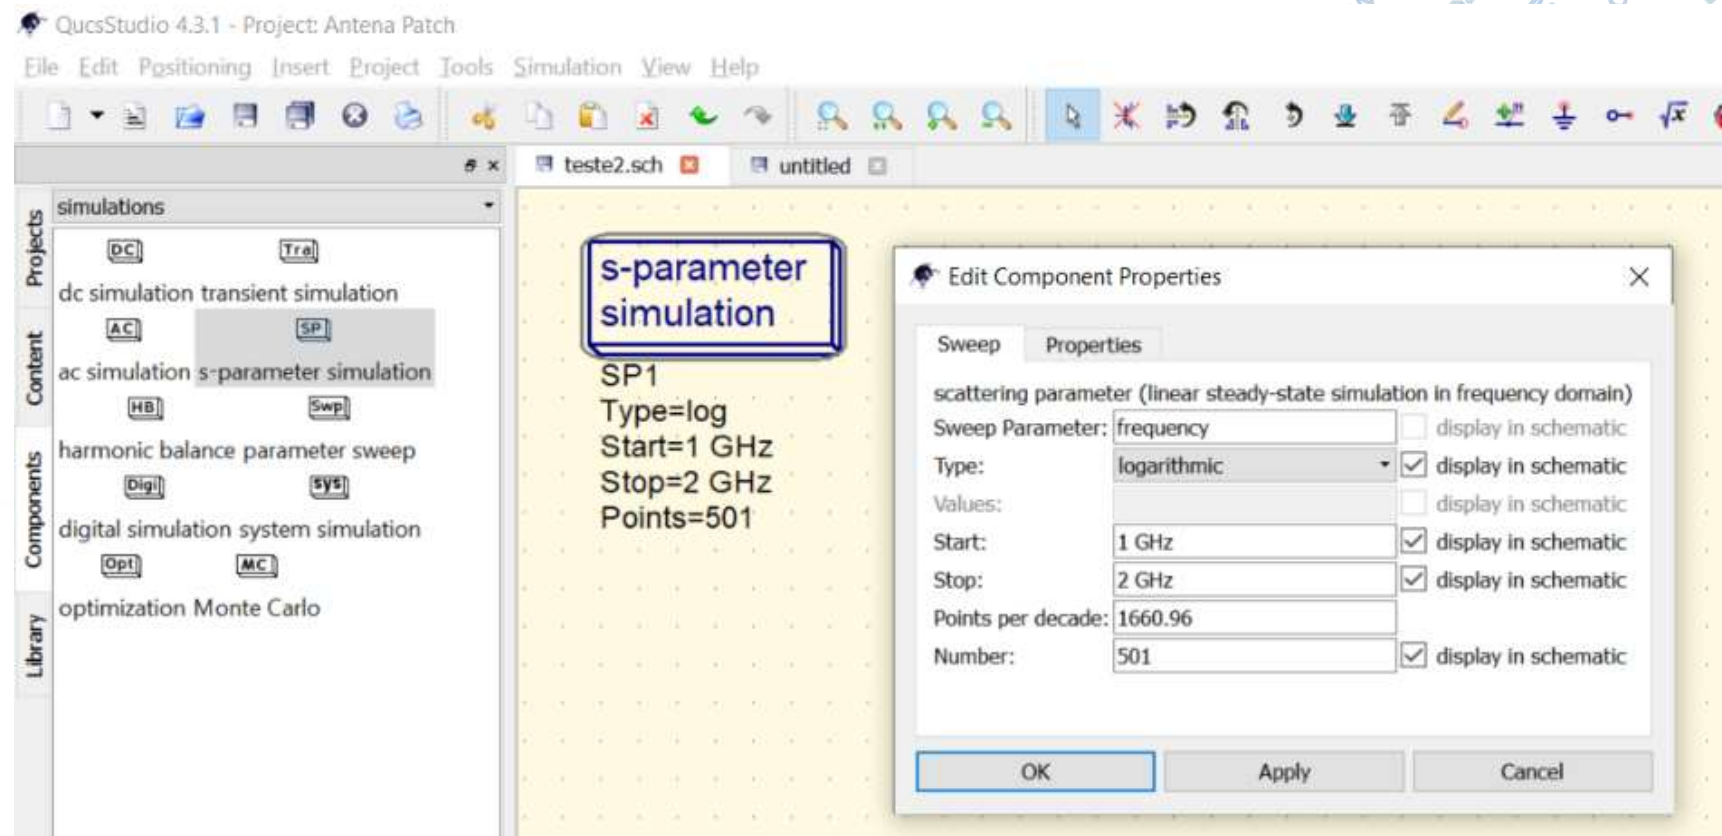 QucsStudio 4.3.1 - Project: Antena Patch
File Edit Positioning Insert Project Tools Simulation View Help
teste2.sch untitled
Projects
Content
Components
Library
simulations
DC Tra
dc simulation transient simulation
AC SP
ac simulation s-parameter simulation
HB Swp
harmonic balance parameter sweep
Digi sys
digital simulation system simulation
Opt MC
optimization Monte Carlo
s-parameter
simulation
SP1
Type=log
Start=1 GHz
Stop=2 GHz
Points=501
Edit Component Properties
Sweep Properties
scattering parameter (linear steady-state simulation in frequency domain)
Sweep Parameter: frequency display in schematic
Type: logarithmic display in schematic
Values: display in schematic
Start: 1 GHz display in schematic
Stop: 2 GHz display in schematic
Points per decade: 1660.96
Number: 501 display in schematic
OK Apply Cancel